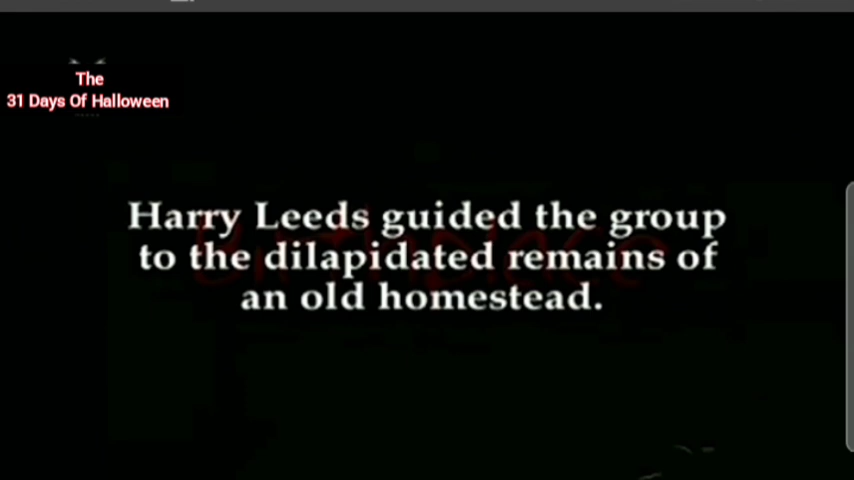 The
31 Days Of Halloween
Harry Leeds guided the group
to the dilapidated remains of
an old homestead.